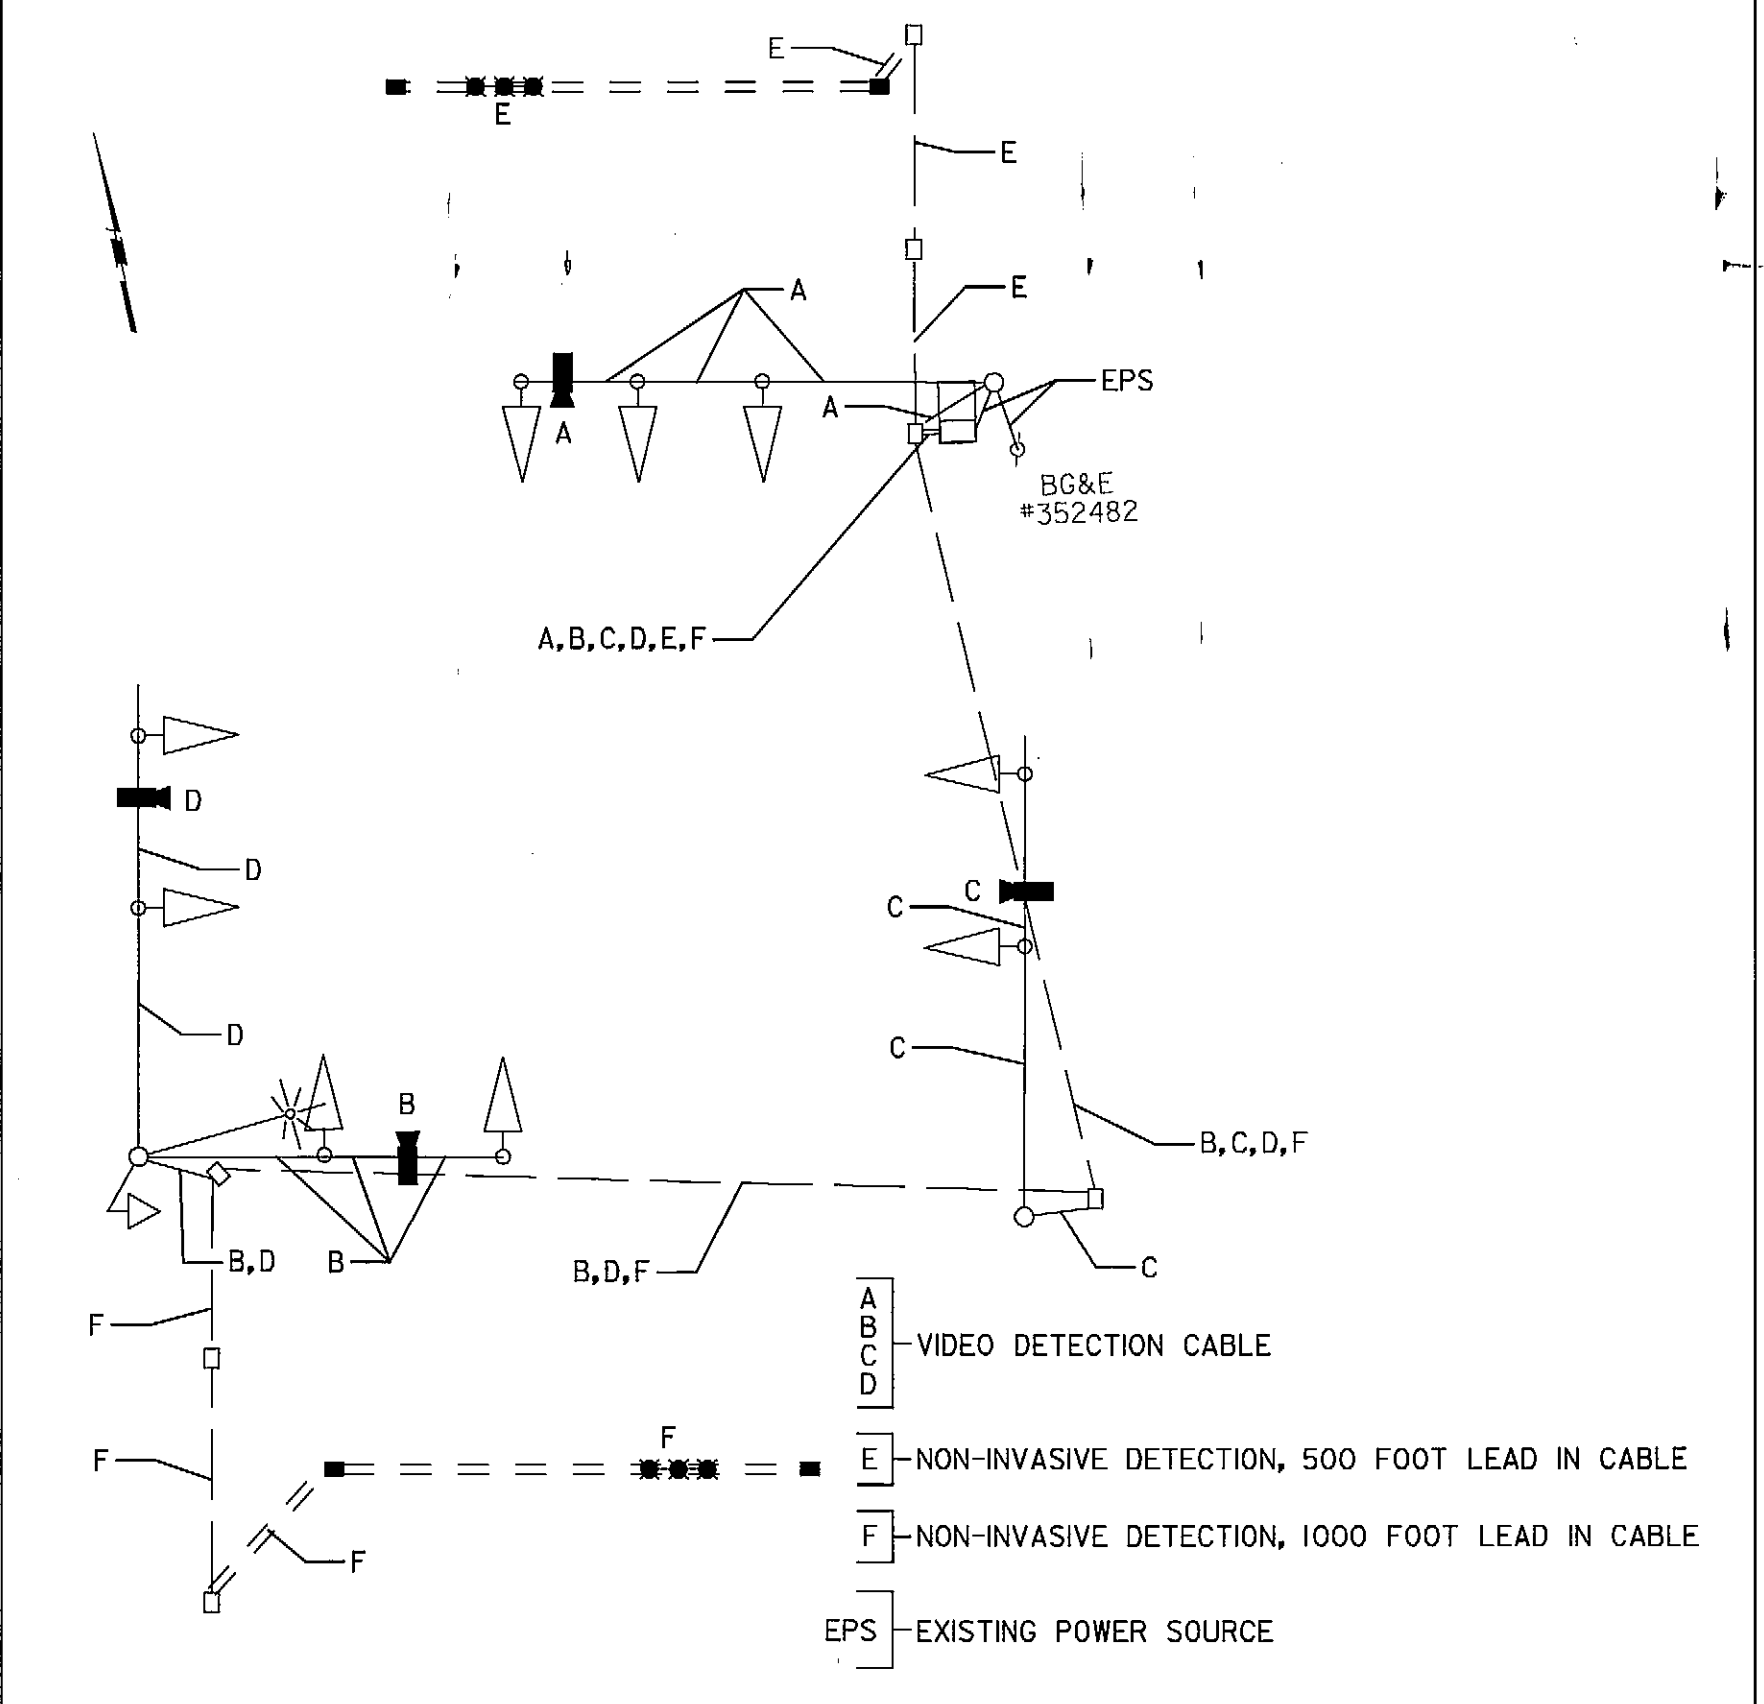 E
E
E
A
E
EPS
A
A
BG&E
#352482
A,B,C,D,E,F
D
D
C
C
D
C
B
B,C,D,F
B,D
B
B,D,F
C
F
A
B
C
D
VIDEO DETECTION CABLE
F
F
E
NON-INVASIVE DETECTION, 500 FOOT LEAD IN CABLE
F
NON-INVASIVE DETECTION, 1000 FOOT LEAD IN CABLE
F
EPS
EXISTING POWER SOURCE